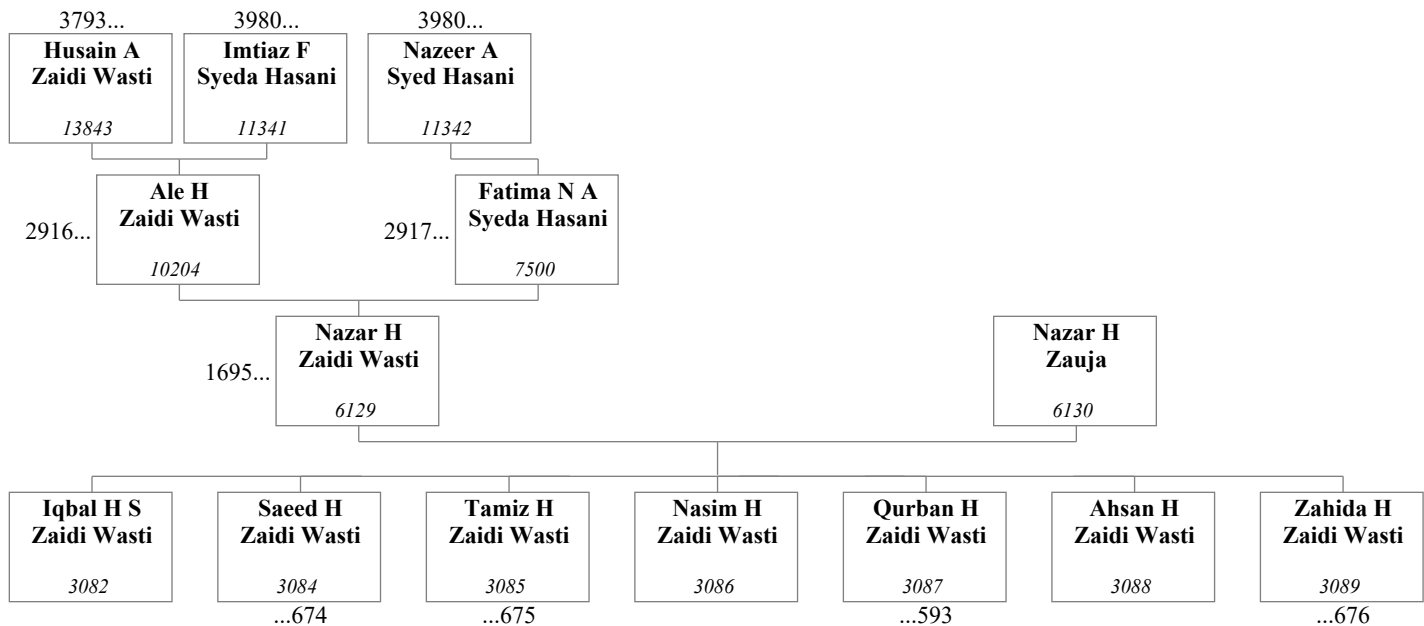 3793...
3980...
3980...
Husain A
Zaidi Wasti
13843
Imtiaz F
Syeda Hasani
11341
Nazeer A
Syed Hasani
11342
2916...
Ale H
Zaidi Wasti
10204
2917...
Fatima N A
Syeda Hasani
7500
1695...
Nazar H
Zaidi Wasti
6129
Nazar H
Zauja
6130
Iqbal H S
Zaidi Wasti
3082
Saeed H
Zaidi Wasti
3084
...674
Tamiz H
Zaidi Wasti
3085
...675
Nasim H
Zaidi Wasti
3086
Qurban H
Zaidi Wasti
3087
...593
Ahsan H
Zaidi Wasti
3088
Zahida H
Zaidi Wasti
3089
...676